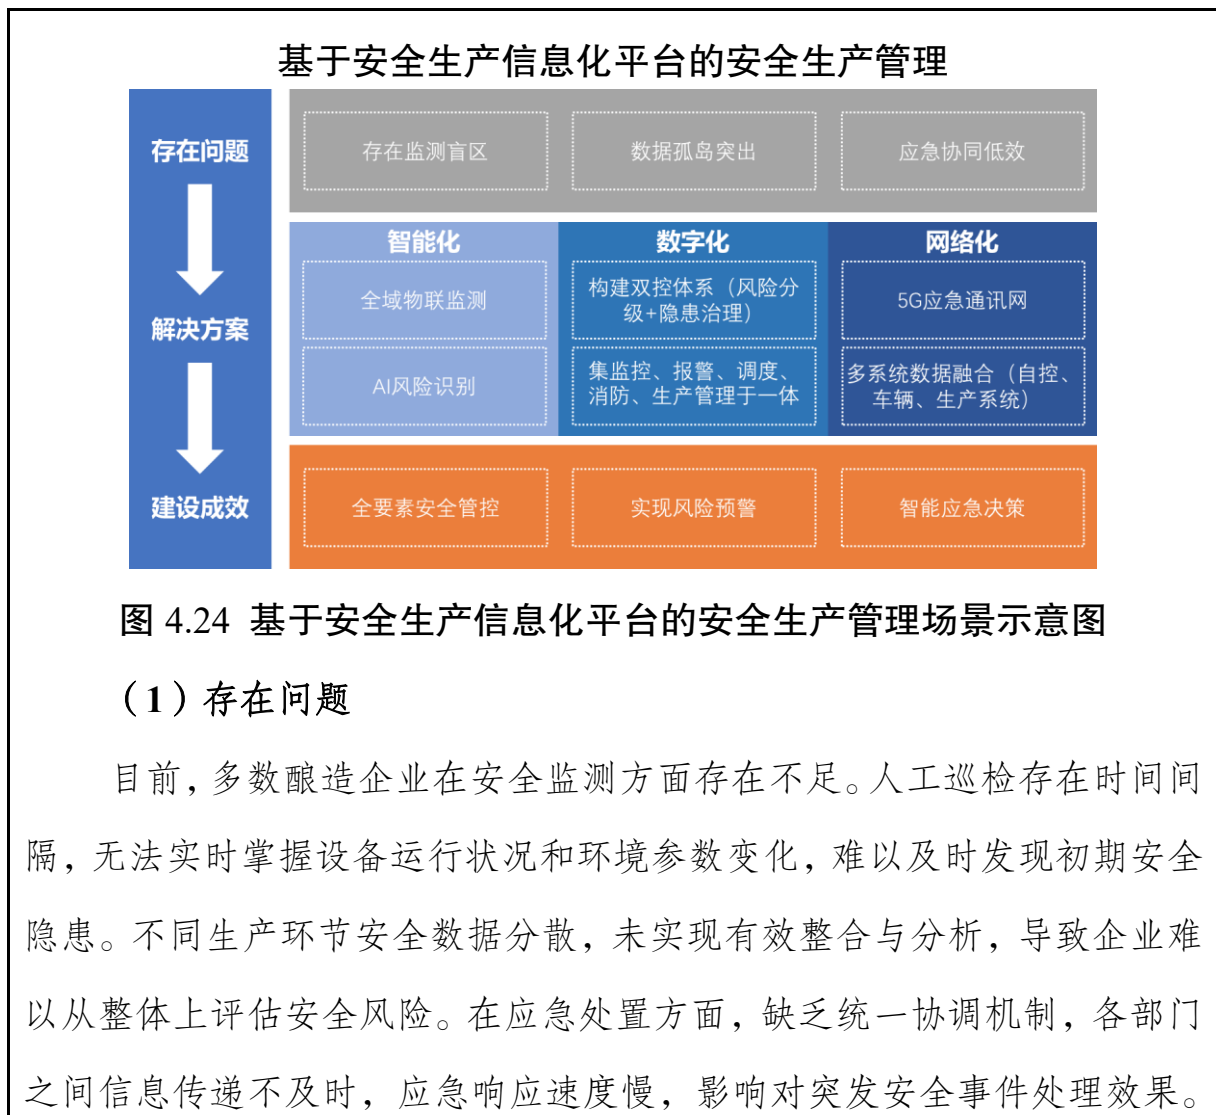 基于安全生产信息化平台的安全生产管理
存在问题
存在监测盲区
数据孤岛突出
应急协同低效
解决方案
智能化
全域物联监测
AI风险识别
数字化
构建双控体系（风险分
级+隐患治理）
集监控、报警、调度、
消防、生产管理于一体
网络化
5G应急通讯网
多系统数据融合（自控、
车辆、生产系统）
建设成效
全要素安全管控
实现风险预警
智能应急决策
图 4.24 基于安全生产信息化平台的安全生产管理场景示意图
（1）存在问题
目前，多数酿造企业在安全监测方面存在不足。人工巡检存在时间间
隔，无法实时掌握设备运行状况和环境参数变化，难以及时发现初期安全
隐患。不同生产环节安全数据分散，未实现有效整合与分析，导致企业难
以从整体上评估安全风险。在应急处置方面，缺乏统一协调机制，各部门
之间信息传递不及时，应急响应速度慢，影响对突发安全事件处理效果。